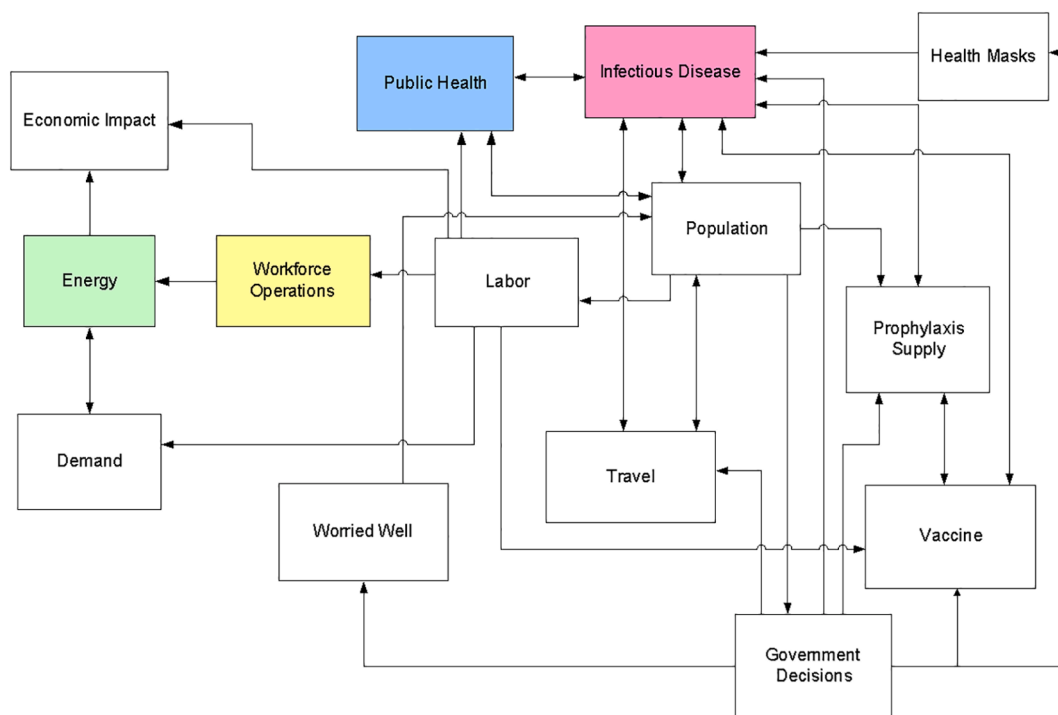 Health Masks
Infectious Disease
Public Health
Economic Impact
Population
Energy
Workforce
Operations
Labor
Prophylaxis
Supply
Demand
Travel
Worried Well
Vaccine
Government
Decisions